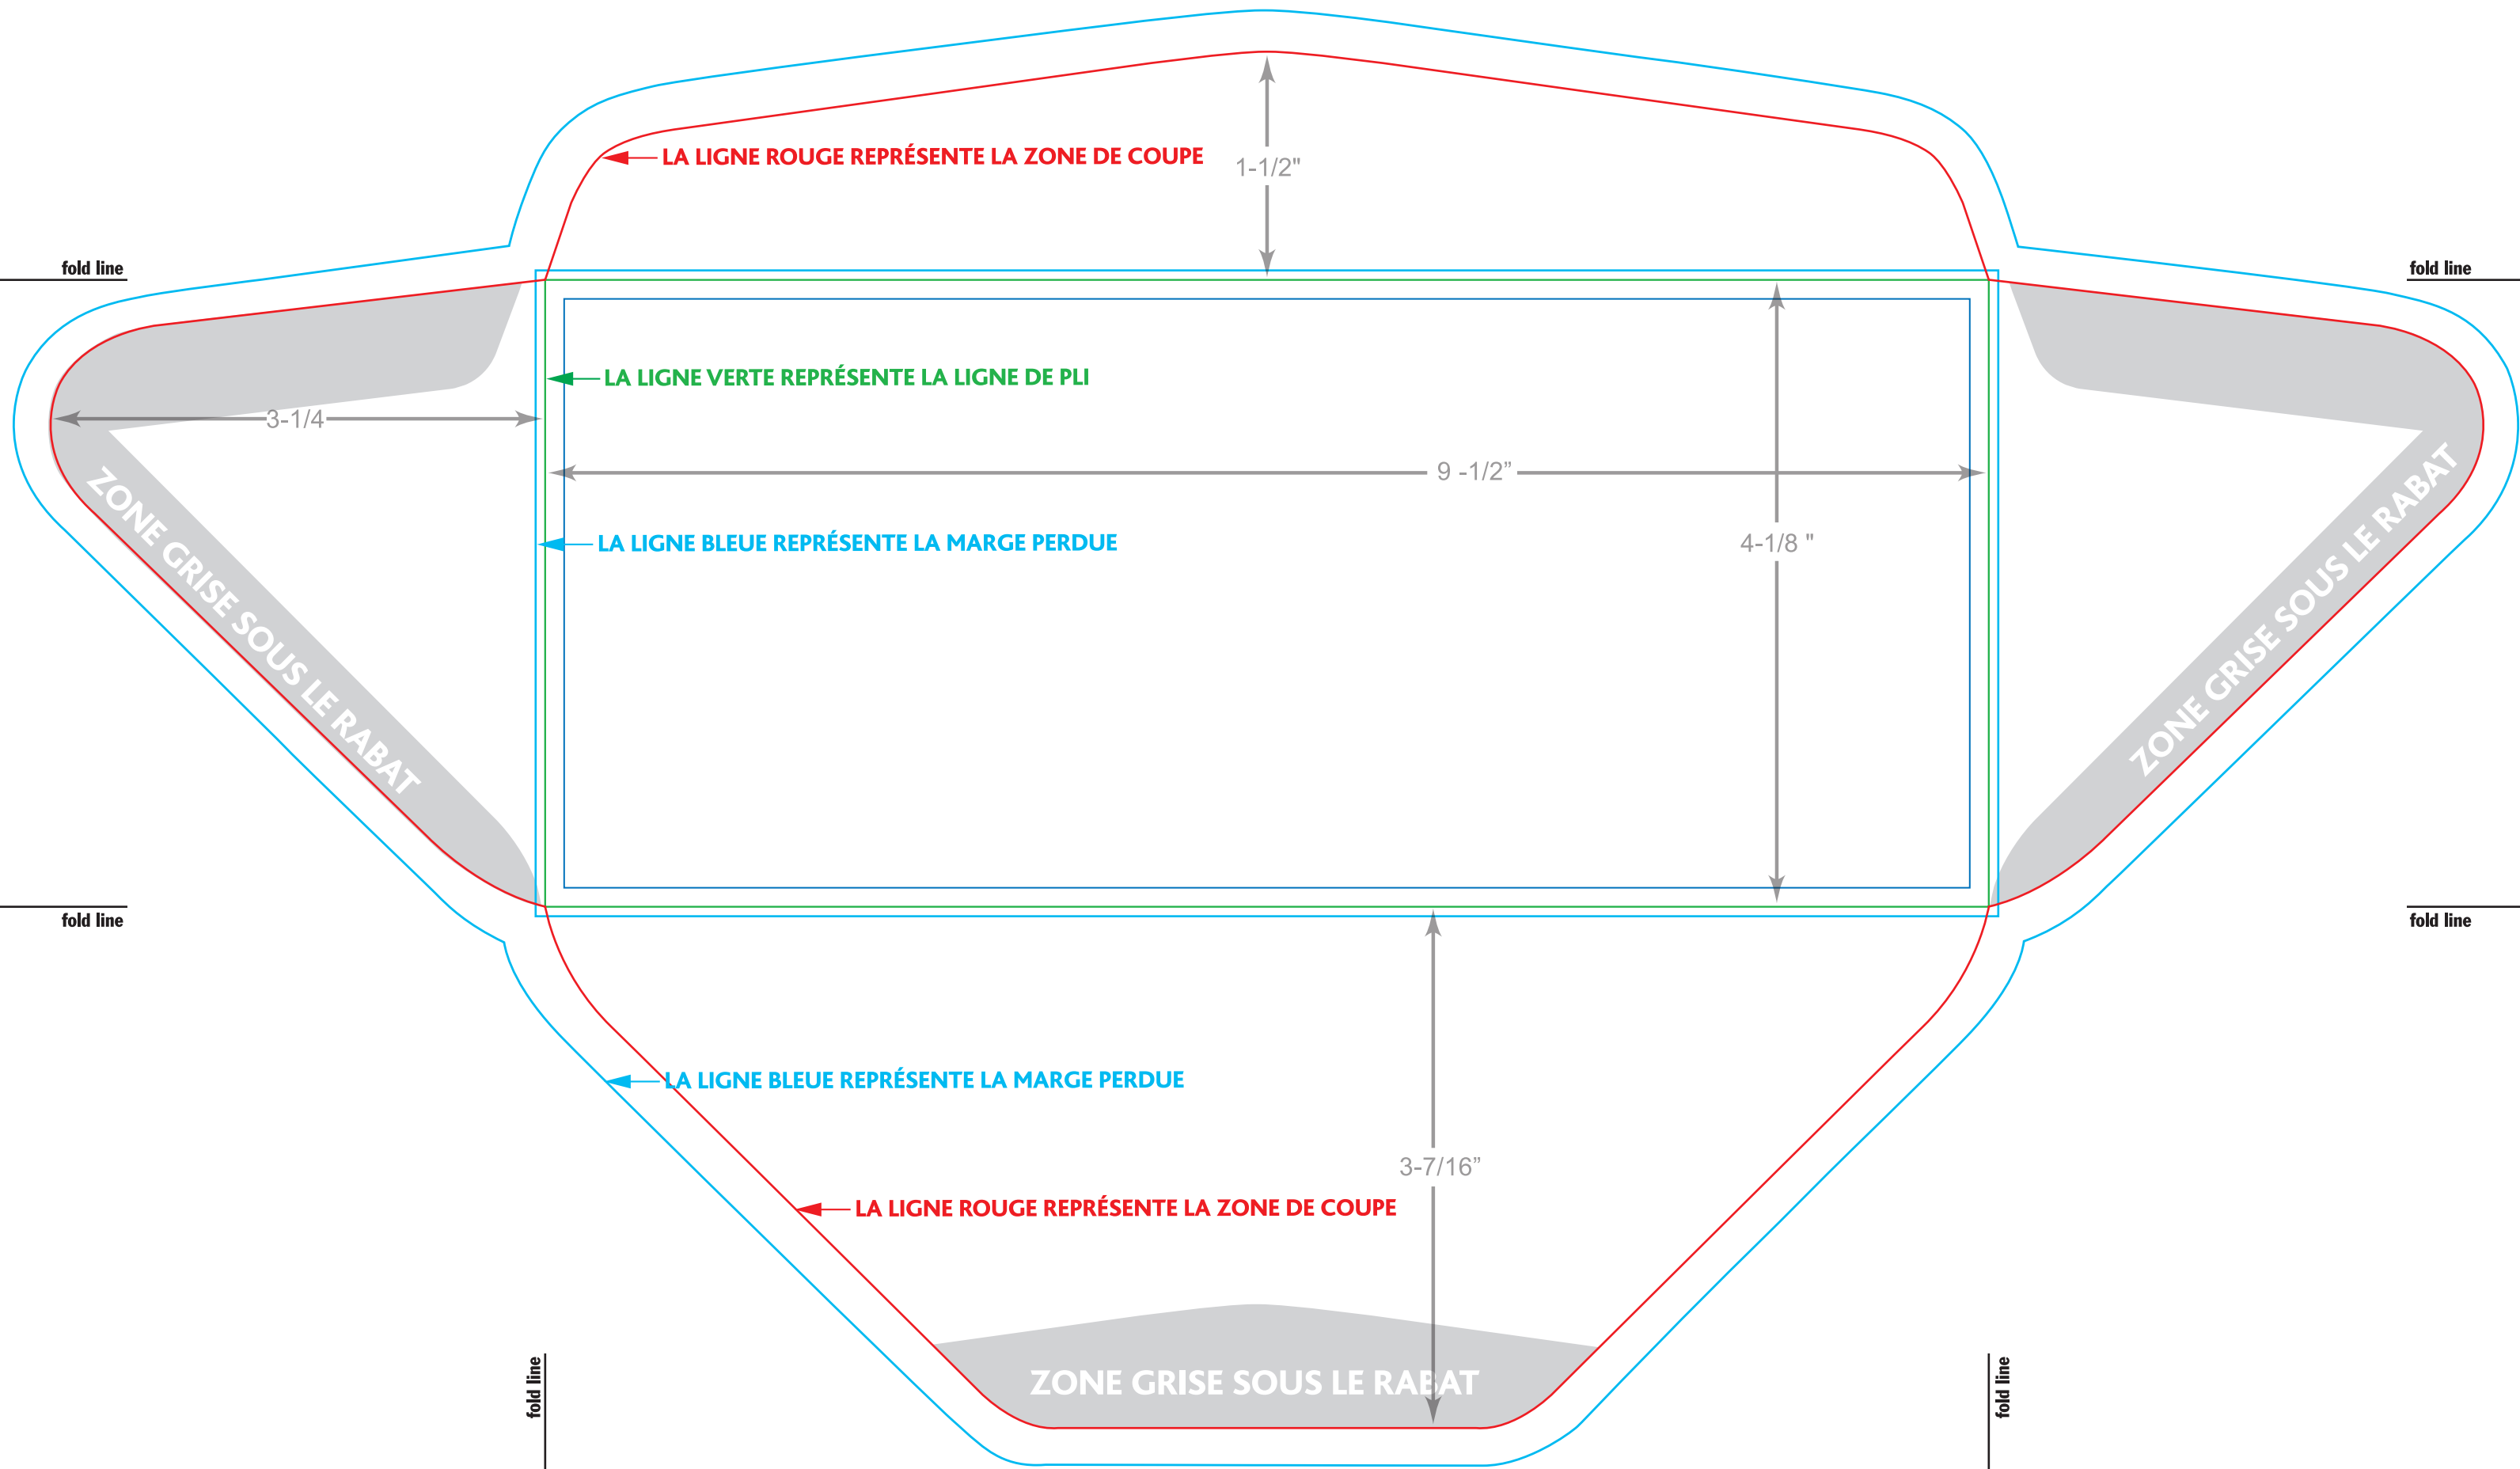 LA LIGNE ROUGE REPRÉSENTE LA ZONE DE COUPE
1-1/2"
fold line
fold line
LA LIGNE VERTE REPRÉSENTE LA LIGNE DE PLI
3-1/4
9 -1/2”
LA LIGNE BLEUE REPRÉSENTE LA MARGE PERDUE
4-1/8 "
ZONE GRISE SOUS LE RABAT
ZONE GRISE SOUS LE RABAT
fold line
fold line
LA LIGNE BLEUE REPRÉSENTE LA MARGE PERDUE
3-7/16”
LA LIGNE ROUGE REPRÉSENTE LA ZONE DE COUPE
ZONE GRISE SOUS LE RABAT
fold line
fold line